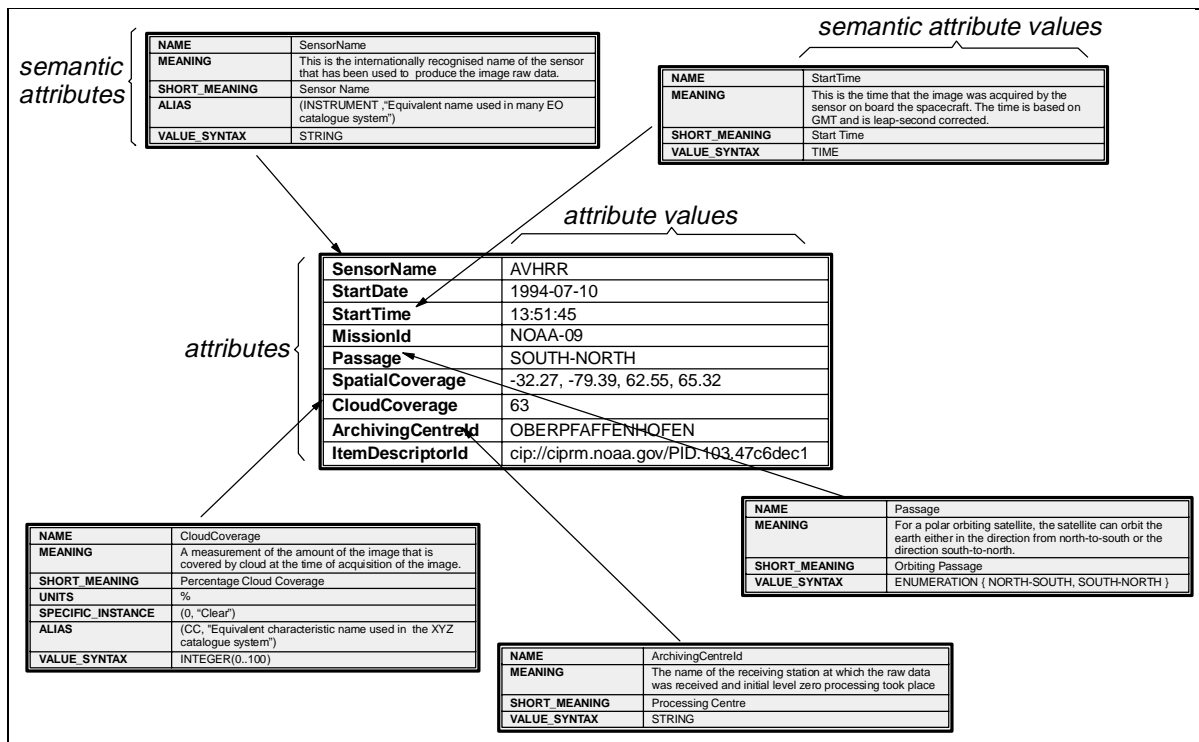 semantic attribute values
semantic
attributes
NAME SensorName
MEANING This is the internationally recognised name of the sensor
that has been used to produce the image raw data.
SHORT_MEANING Sensor Name
ALIAS (INSTRUMENT ,“Equivalent name used in many EO
catalogue system”)
VALUE_SYNTAX STRING
NAME StartTime
MEANING This is the time that the image was acquired by the
sensor on board the spacecraft. The time is based on
GMT and is leap-second corrected.
SHORT_MEANING Start Time
VALUE_SYNTAX TIME
attribute values
attributes
SensorName AVHRR
StartDate 1994-07-10
StartTime 13:51:45
MissionId NOAA-09
Passage SOUTH-NORTH
SpatialCoverage -32.27, -79.39, 62.55, 65.32
CloudCoverage 63
ArchivingCentreId OBERPFAFFENHOFEN
ItemDescriptorId cip://ciprm.noaa.gov/PID.103.47c6dec1
NAME CloudCoverage
MEANING A measurement of the amount of the image that is
covered by cloud at the time of acquisition of the image.
SHORT_MEANING Percentage Cloud Coverage
UNITS %
SPECIFIC_INSTANCE (0, “Clear”)
ALIAS (CC, "Equivalent characteristic name used in the XYZ
catalogue system”)
VALUE_SYNTAX INTEGER(0..100)
NAME Passage
MEANING For a polar orbiting satellite, the satellite can orbit the
earth either in the direction from north-to-south or the
direction south-to-north.
SHORT_MEANING Orbiting Passage
VALUE_SYNTAX ENUMERATION { NORTH-SOUTH, SOUTH-NORTH }
NAME ArchivingCentreId
MEANING The name of the receiving station at which the raw data
was received and initial level zero processing took place
SHORT_MEANING Processing Centre
VALUE_SYNTAX STRING